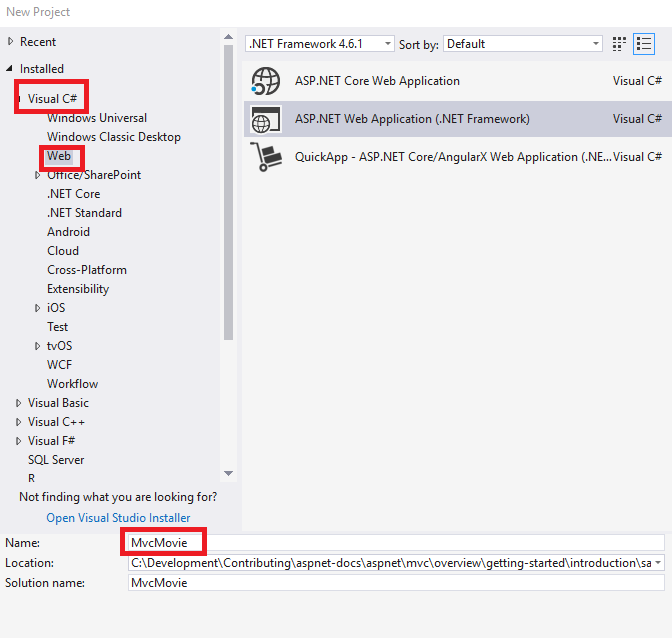 New Project
Recent
Installed
Visual C#
Windows Universal
Windows Classic Desktop
Web
Office/SharePoint
.NET Core
.NET Standard
Android
Cloud
Cross-Platform
Extensibility
iOS
Test
tvOS
WCF
Workflow
Visual Basic
Visual C++
Visual F#
SQL Server
R
Not finding what you are looking for?
Open Visual Studio Installer
.NET Framework 4.6.1 Sort by: Default
ASP.NET Core Web Application Visual C#
ASP.NET Web Application (.NET Framework) Visual C#
QuickApp - ASP.NET Core/AngularX Web Application (.NE... Visual C#
Name: MvcMovie
Location: C:\Development\Contributing\aspnet-docs\aspnet\mvc\overview\getting-started\introduction\sa
Solution name: MvcMovie